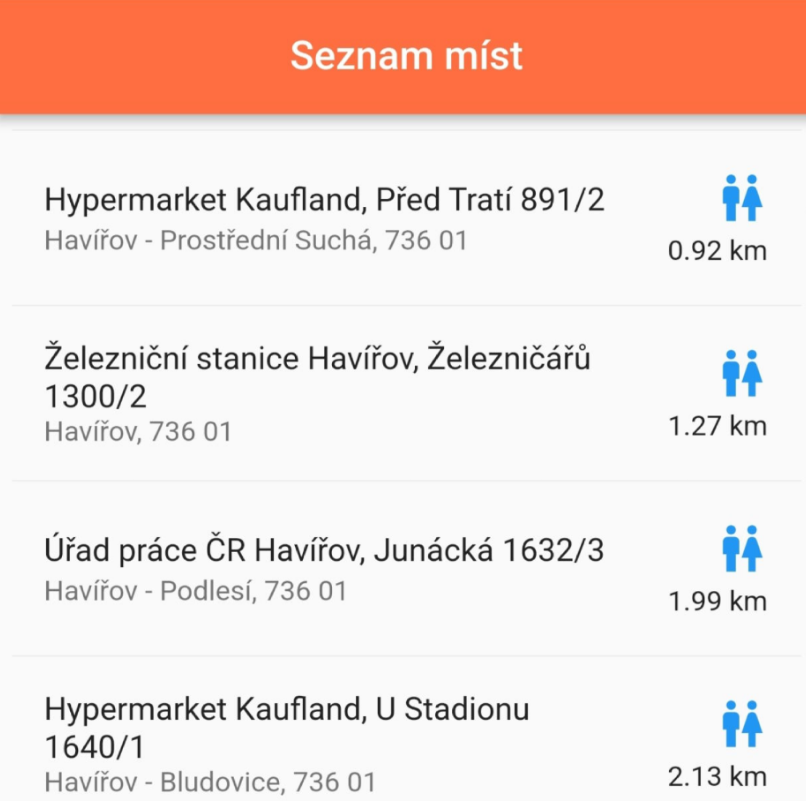 Seznam míst
Hypermarket Kaufland, Před Tratí 891/2
Havířov - Prostřední Suchá, 736 01
0.92 km
Železniční stanice Havířov, Železničářů
1300/2
Havířov, 736 01
1.27 km
Úřad práce ČR Havířov, Junácká 1632/3
Havířov - Podlesí, 736 01
1.99 km
Hypermarket Kaufland, U Stadionu
1640/1
Havířov - Bludovice, 736 01
2.13 km